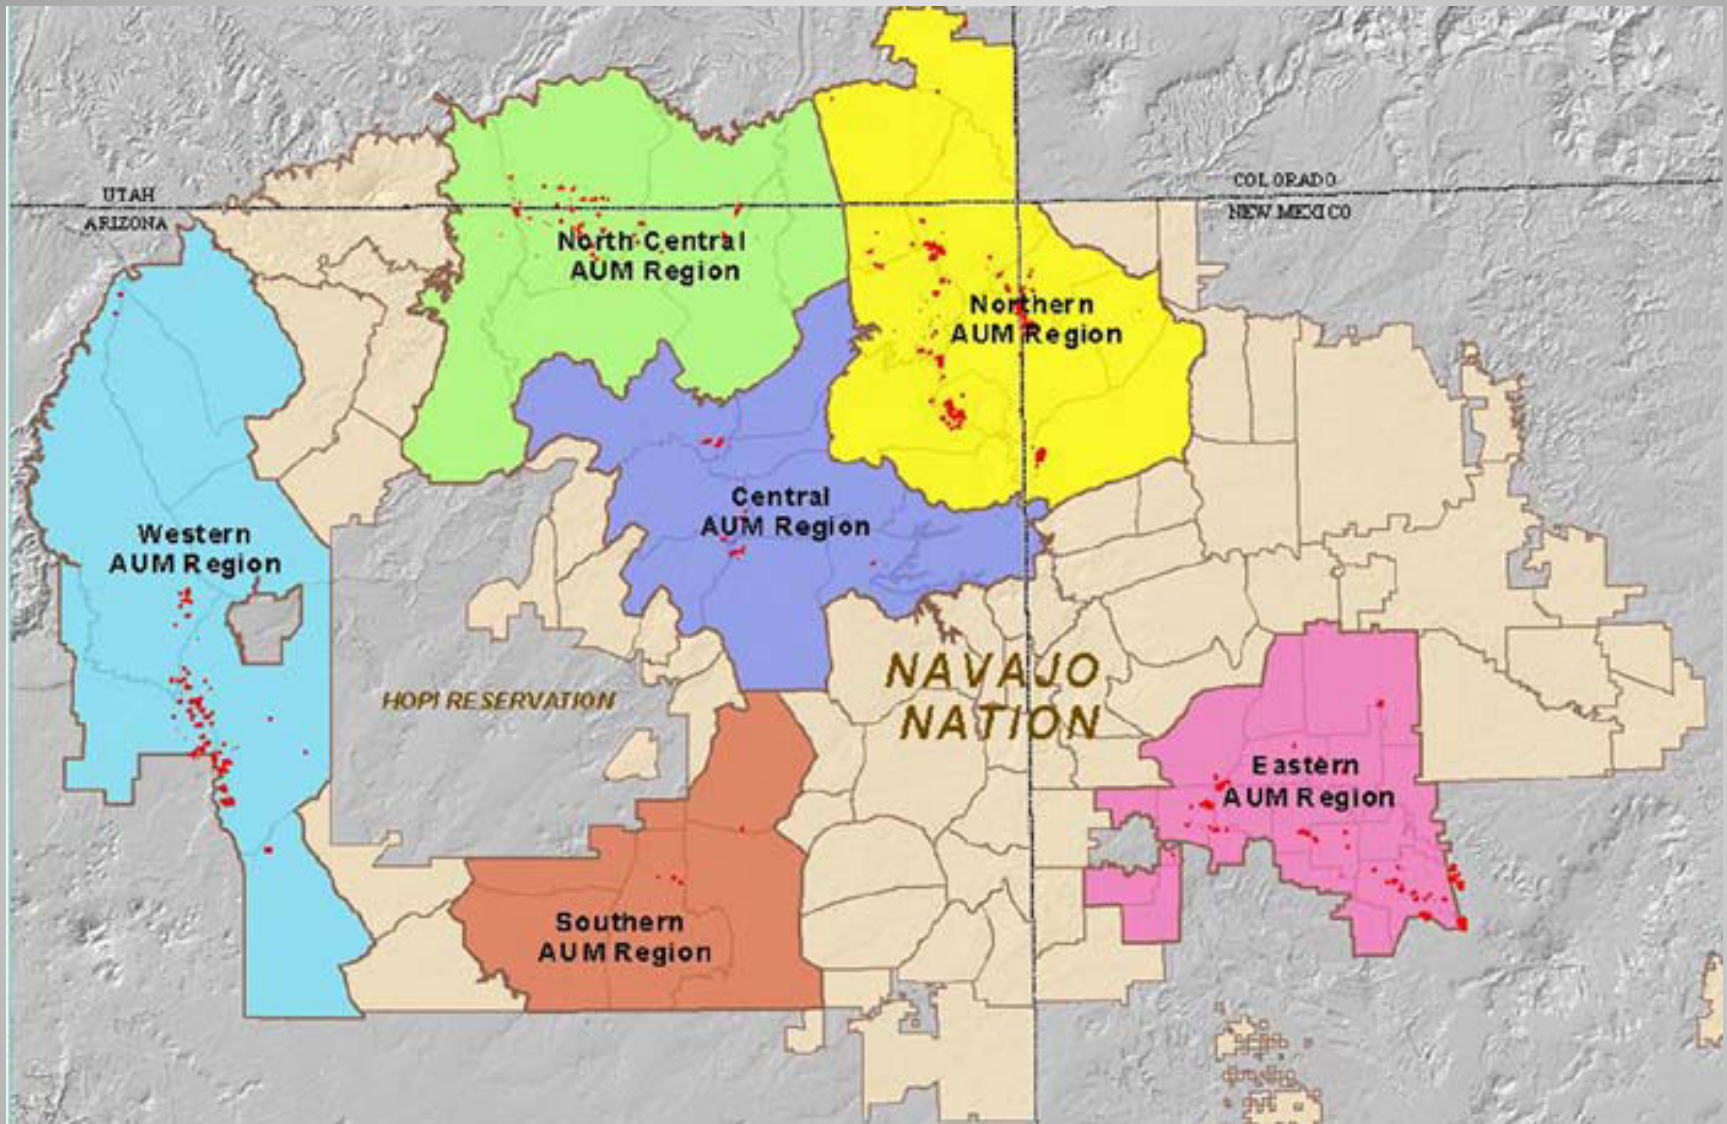 UTAH
ARIZONA
COLORADO
NEW MEXICO
North Central
AUM Region
Northern
AUM Region
Central
AUM Region
Western
AUM Region
NAVAJO
NATION
HOPI RESERVATION
Eastern
AUM Region
Southern
AUM Region